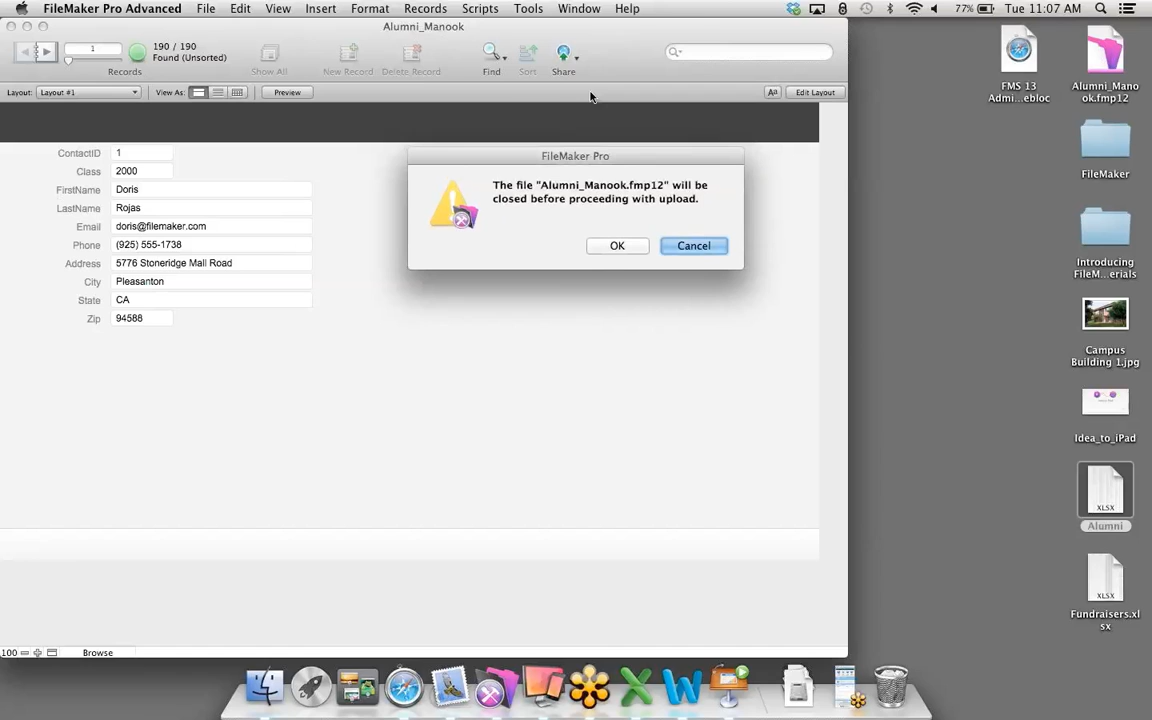 FileMaker Pro Advanced File Edit View Insert Format Records Scripts Tools Window Help 77% Tue 11:07 AM
Alumni_Manook
1
190 / 190
Found (Unsorted)
Records
Show All
New Record
Delete Record
Find
Sort
Share
Layout: Layout #1 View As: Preview Aa Edit Layout
ContactID 1
Class 2000
FirstName Doris
LastName Rojas
Email doris@filemaker.com
Phone (925) 555-1738
Address 5776 Stoneridge Mall Road
City Pleasanton
State CA
Zip 94588
FileMaker Pro
The file "Alumni_Manook.fmp12" will be
closed before proceeding with upload.
OK
Cancel
FMS 13
Admi...ebloc
Alumni_Mano
ok.fmp12
FileMaker
Introducing
FileM...erials
Campus
Building 1.jpg
Idea_to_iPad
XLSX
Alumni
XLSX
Fundraisers.xl
sx
100 Browse